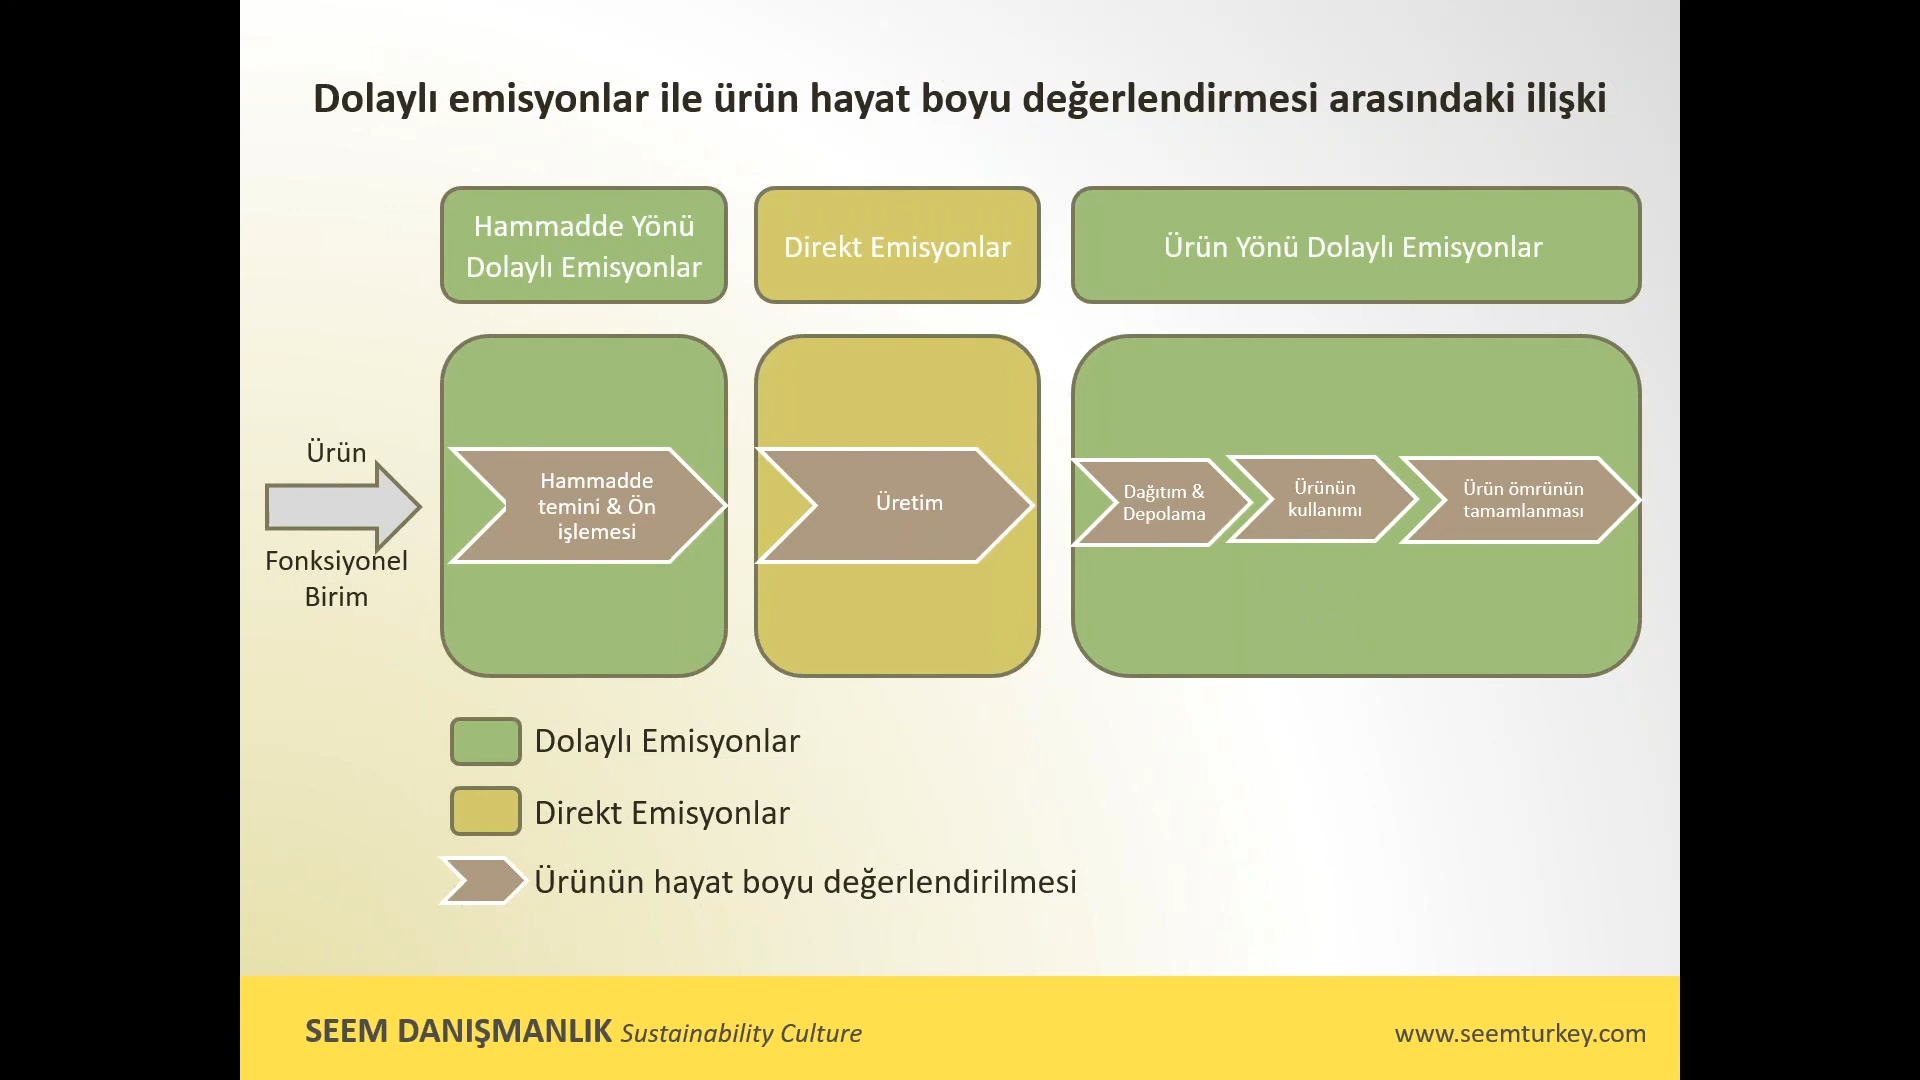 Dolaylı emisyonlar ile ürün hayat boyu değerlendirmesi arasındaki ilişki
Hammadde Yönü
Dolaylı Emisyonlar
Direkt Emisyonlar
Ürün Yönü Dolaylı Emisyonlar
Ürün
Fonksiyonel
Birim
Hammadde
temini & Ön
işlemesi
Üretim
Dağıtım &
Depolama
Ürünün
kullanımı
Ürün ömrünün
tamamlanması
Dolaylı Emisyonlar
Direkt Emisyonlar
Ürünün hayat boyu değerlendirilmesi
SEEM DANIŞMANLIK Sustainability Culture
www.seemturkey.com